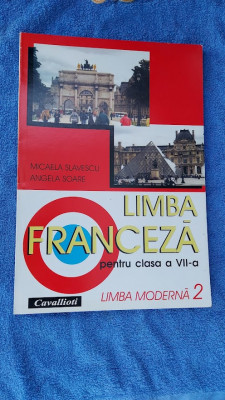 MICAELA SLAVESCU
ANGELA SOARE
LIMBA
FRANCEZĂ
pentru clasa a VII-a
LIMBA MODERNĂ 2
Cavallioti